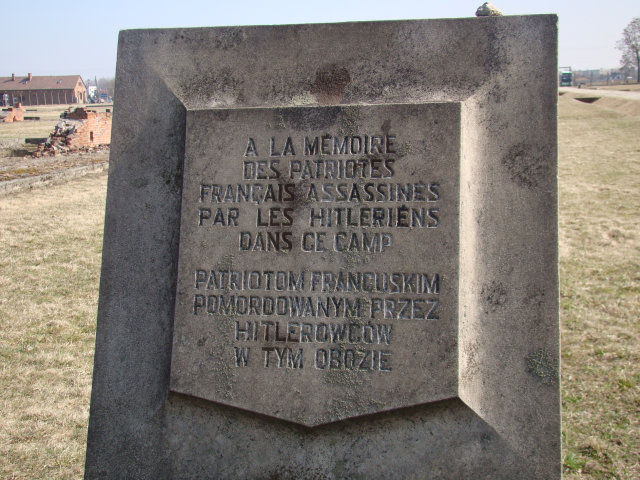 A LA MÉMOIRE
DES PATRIOTES
FRANÇAIS ASSASSINÉS
PAR LES HITLÉRIENS
DANS CE CAMP
PATRIOTOM FRANCUSKIM
POMORDOWANYM PRZEZ
HITLEROWCÓW
W TYM OBOZIE